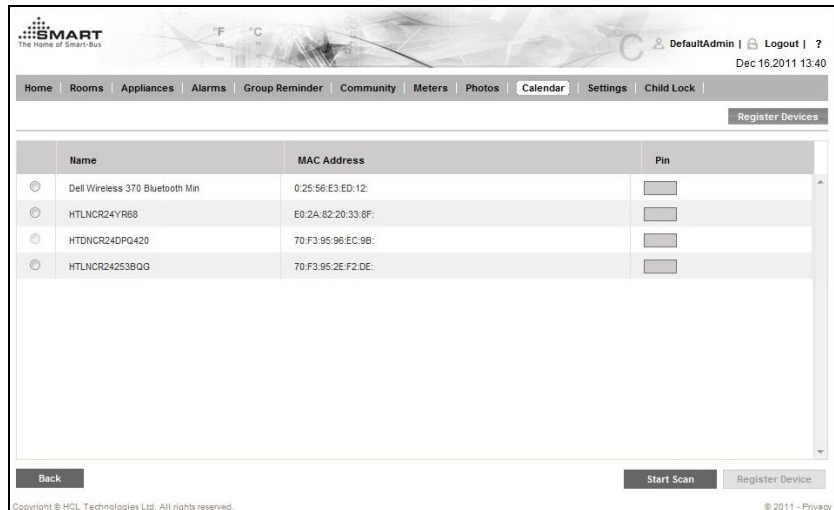 SMART
The Home of Smart-Bus
°F °C
C
DefaultAdmin | Logout | ?
Dec 16,2011 13:40
Home | Rooms | Appliances | Alarms | Group Reminder | Community | Meters | Photos | Calendar | Settings | Child Lock |
Register Devices
Name MAC Address Pin
Dell Wireless 370 Bluetooth Min 0:25:56:E3:ED:12:
HTLNCR24YR68 E0:2A:82:20:33:8F:
HTDNCR24DPQ420 70:F3:95:96:EC:9B:
HTLNCR24253BQG 70:F3:95:2E:F2:DE:
Back Start Scan Register Device
Copyright © HCL Technologies Ltd. All rights reserved. © 2011 - Privacy